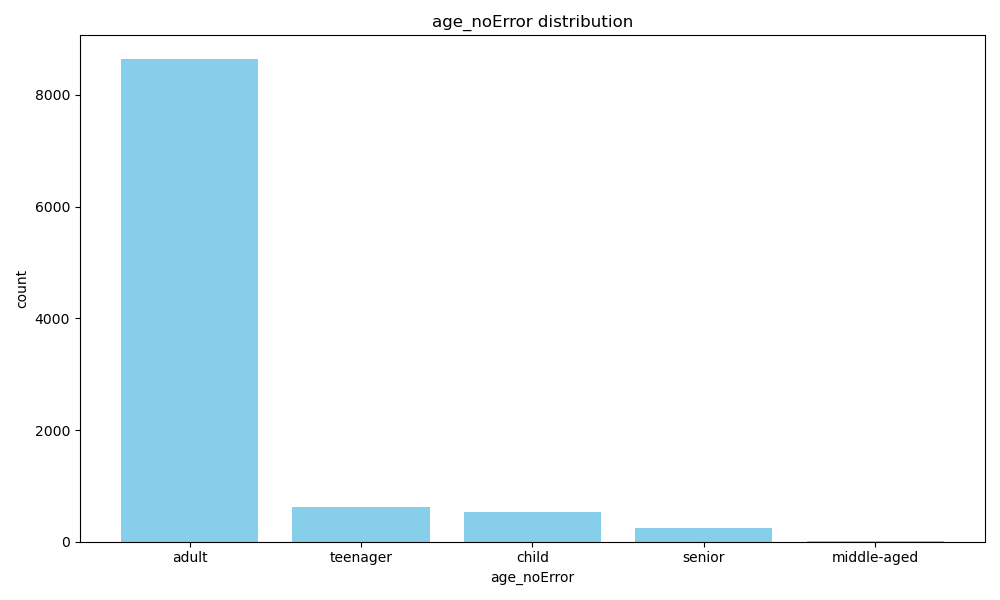 age_noError distribution
count
8000
6000
4000
2000
0
adult teenager child senior middle-aged
age_noError